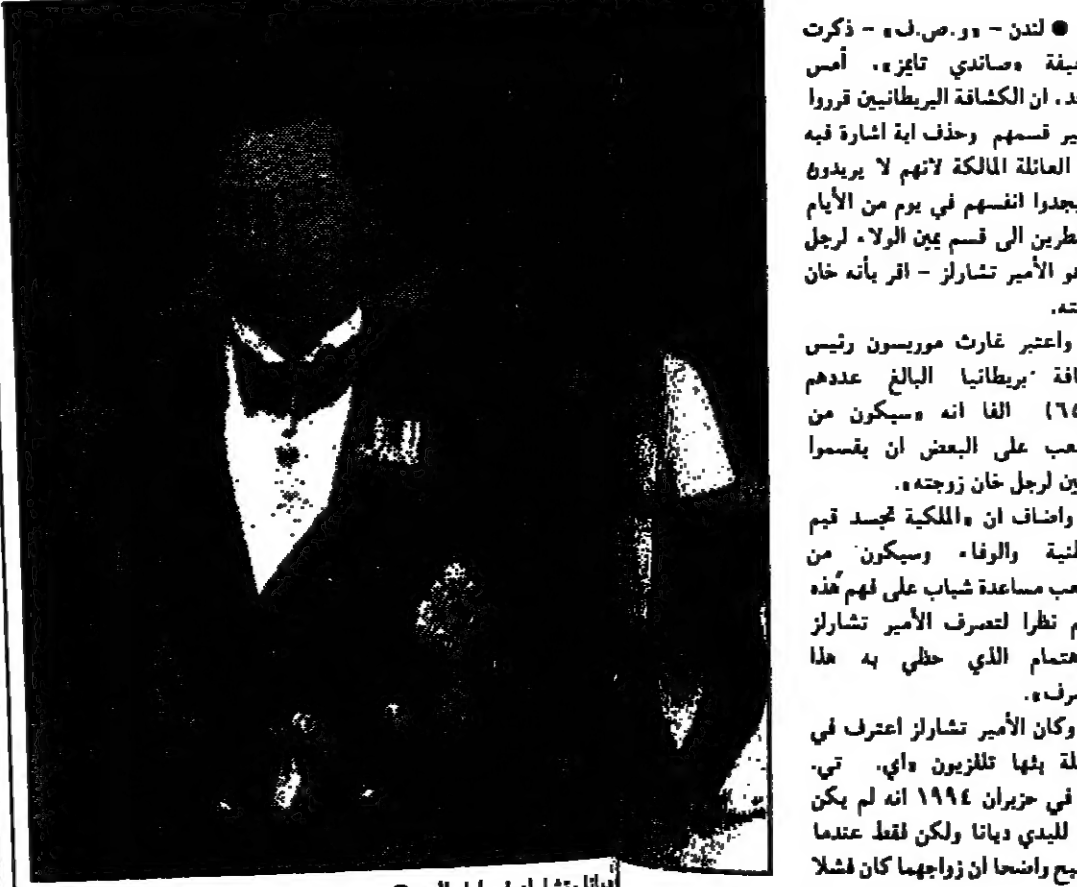 ● لندن – «و.ص.ف» – ذكرت
يفة «صاندي تايمز»، أمس
حد، ان الكشافة البريطانيين قرروا
يير قسمهم وحذف اية اشارة فيه
العائلة المالكة لانهم لا يريدون
يجدوا انفسهم في يوم من الأيام
طرين الى قسم يمين الولاء لرجل
هو الأمير تشارلز – اقر بأنه خان
واعتبر غارث موريسون رئيس
افة بريطانيا البالغ عددهم
الفا انه «سيكون من
عب على البعض ان يقسموا
ين لرجل خان زوجته».
واضاف ان «الملكية تجسد قيم
طنية والوفاء وسيكون من
عب مساعدة شباب على فهم هذه
م نظرا لتصرف الأمير تشارلز
هتمام الذي حظي به هذا
رف».
وكان الأمير تشارلز اعترف في
لة بثها تلفزيون «اي. تي.
في حزيران ١٩٩٤ انه لم يكن
لليدي ديانا ولكن فقط عندما
بح واضحا ان زواجهما كان فشلا